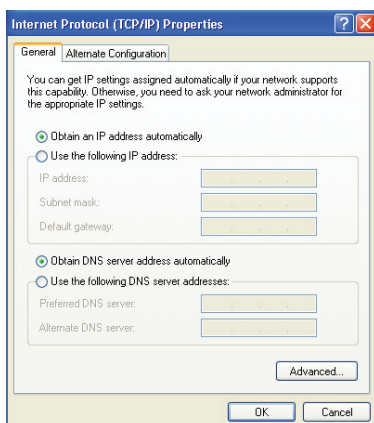 Internet Protocol (TCP/IP) Properties
General
Alternate Configuration
You can get IP settings assigned automatically if your network supports
this capability. Otherwise, you need to ask your network administrator for
the appropriate IP settings.
Obtain an IP address automatically
Use the following IP address:
IP address:
Subnet mask:
Default gateway:
Obtain DNS server address automatically
Use the following DNS server addresses:
Preferred DNS server:
Alternate DNS server:
Advanced...
OK
Cancel